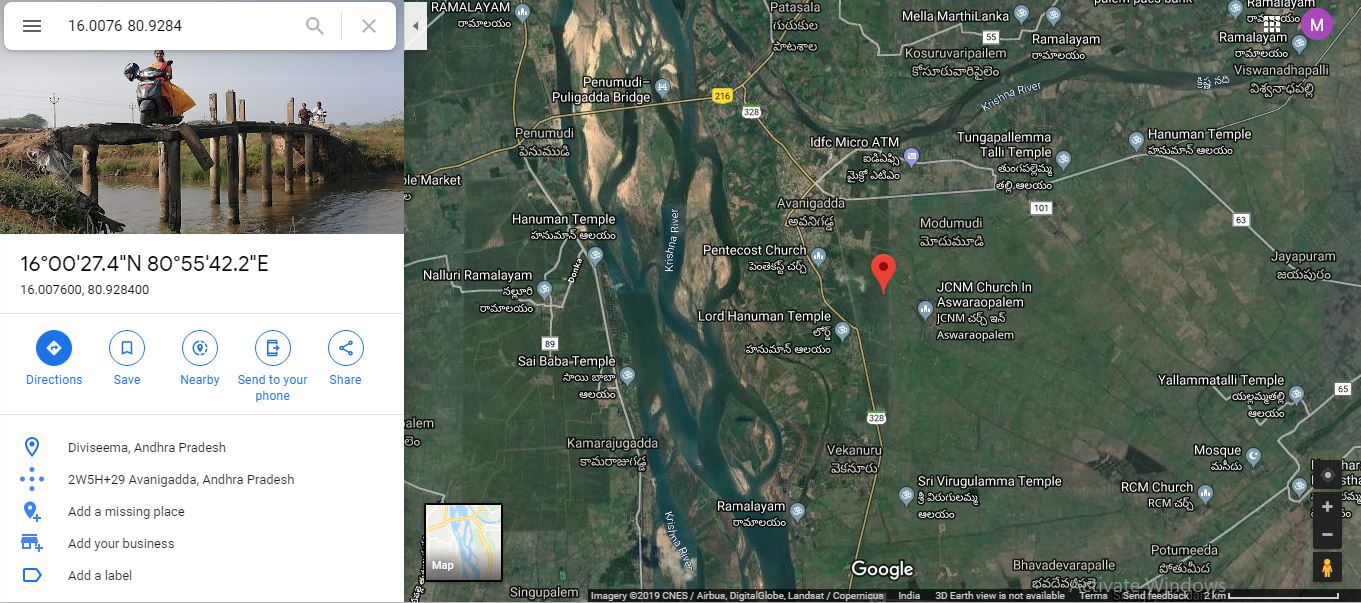 16.0076 80.9284
16°00'27.4"N 80°55'42.2"E
16.007600, 80.928400
Directions
Save
Nearby
Send to your
phone
Share
Diviseema, Andhra Pradesh
2W5H+29 Avanigadda, Andhra Pradesh
Add a missing place
Add your business
Add a label
RAMALAYAM
రామాలయం
Patasala
గురుకుల
పాఠశాల
Mella MarthiLanka
55
Ramalayam
రామాలయం
Kosuruvaripailem
కోసూరువారిపైలెం
Ramalayam
Ramalayam
రామాలయం
M
Viswanadhapalli
విశ్వనాధపల్లి
Penumudi–
Puligadda Bridge
216
328
Krishna River
క్రిష్ణ నది
Penumudi
పెనుముడి
Idfc Micro ATM
ఐడిఎఫ్సి
మైక్రో ఎటిఎం
Tungapallemma
Talli Temple
తుంగపల్లెమ్మ
తల్లి ఆలయం
Hanuman Temple
హనుమాన్ ఆలయం
ple Market
101
63
Avanigadda
అవనిగడ్డ
Hanuman Temple
హనుమాన్ ఆలయం
Krishna River
Donka
Modumudi
మోదుమూడి
Pentecost Church
పెంతెకోస్ట్ చర్చ్
Jayapuram
జయపురం
Nalluri Ramalayam
నల్లూరి
రామాలయం
JCNM Church In
Aswaraopalem
JCNM చర్చ్ ఇన్
Aswaraopalem
Lord Hanuman Temple
లోర్డ్
హనుమాన్ ఆలయం
89
Sai Baba Temple
సాయి బాబా
ఆలయం
Yallammatalli Temple
యల్లమ్మతల్లి
ఆలయం
65
328
alem
Kamarajugadda
కామరాజుగడ్డ
Vekanuru
వెకనూరు
Mosque
మసీదు
Sri Virugulamma Temple
శ్రీ విరుగులమ్మ
ఆలయం
RCM Church
RCM చర్చ్
Ramalayam
రామాలయం
Krishna River
Map
Google
Potumeeda
పోతుమీద
Bhavadevarapalle
భవదేవరపల్లె
Activate Windows
Singupalem
Imagery ©2019 CNES / Airbus, DigitalGlobe, Landsat / Copernicus
India
3D Earth view is not available
Terms
Send feedback
2 km